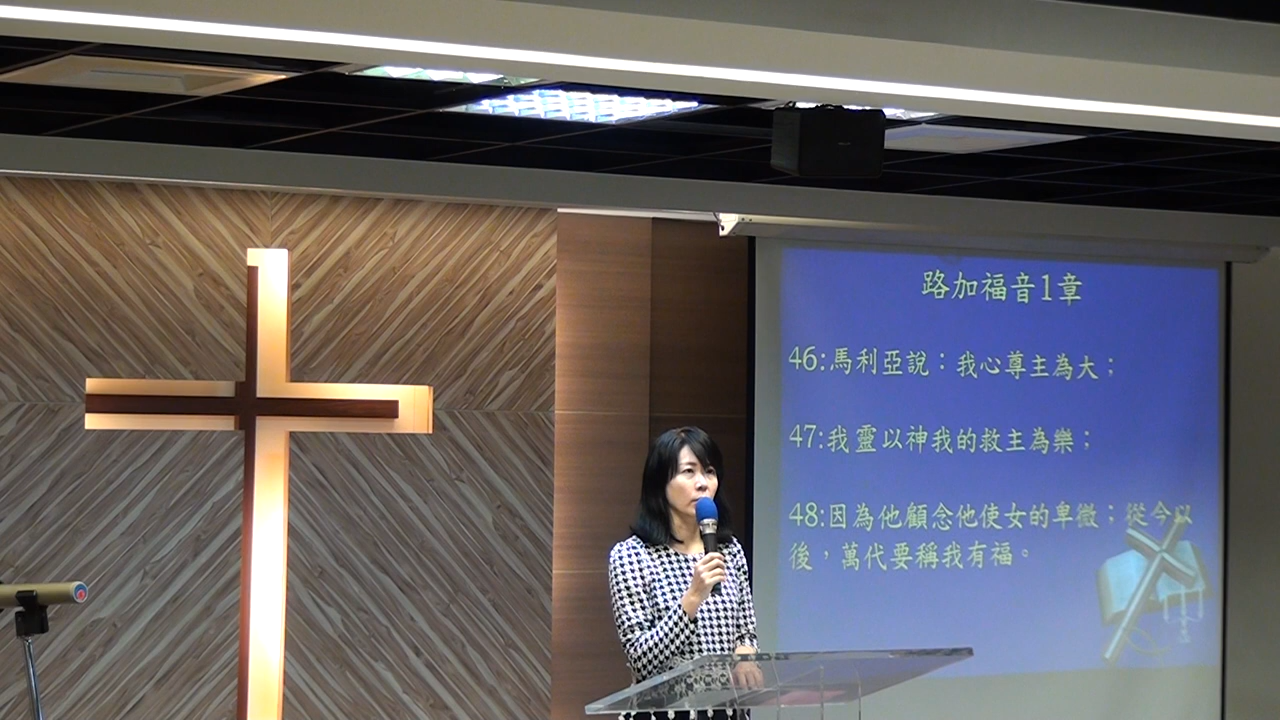 路加福音1章
46:馬利亞說：我心尊主為大；
47:我靈以神我的救主為樂；
48:因為他顧念他使女的卑微；從今以
後，萬代要稱我有福。